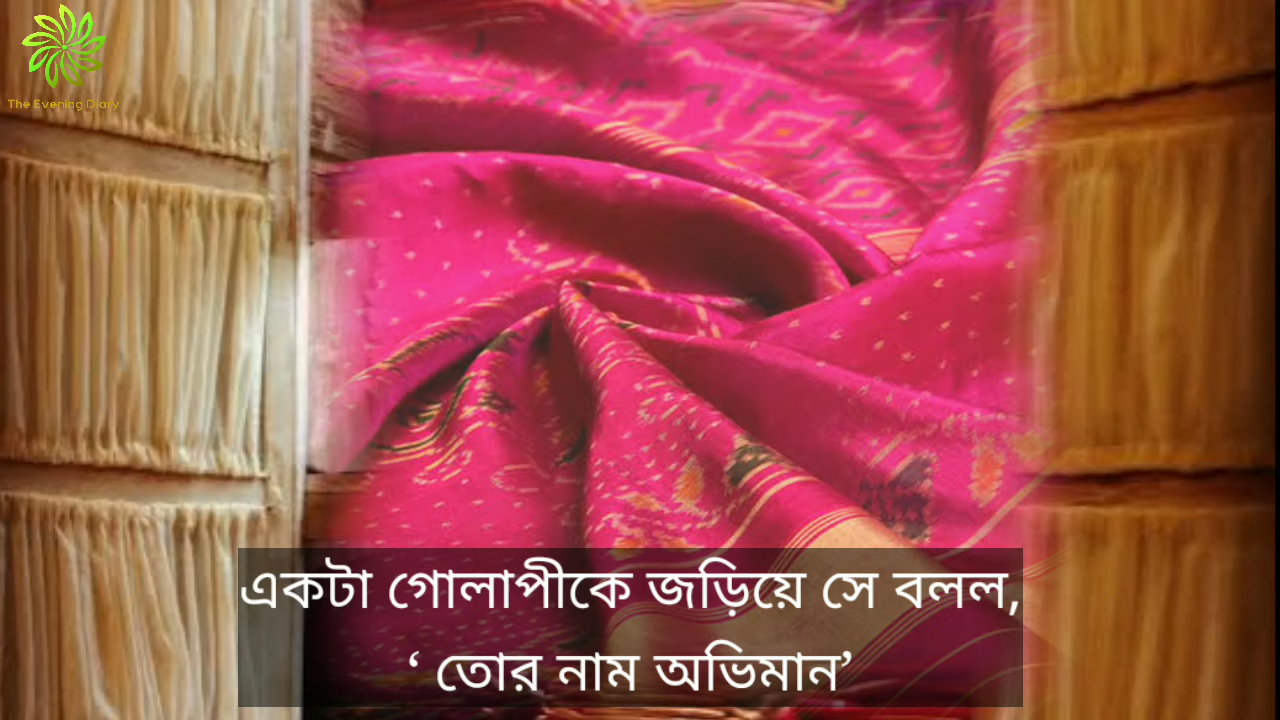 The Evening Diary
একটা গোলাপীকে জড়িয়ে সে বলল,
‘ তোর নাম অভিমান’